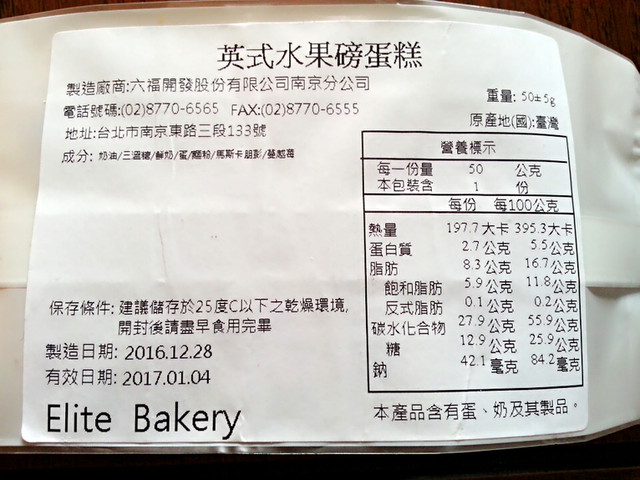 英式水果磅蛋糕
製造廠商:六福開發股份有限公司南京分公司
電話號碼:(02)8770-6565 FAX:(02)8770-6555
地址:台北市南京東路三段133號
成分: 奶油/三溫糖/鮮奶/蛋/麵粉/馬斯卡朋彭/蔓越莓
重量: 50±5g
原產地(國):臺灣
營養標示
每一份量 50 公克
本包裝含 1 份
每份 每100公克
熱量 197.7大卡 395.3大卡
蛋白質 2.7公克 5.5公克
脂肪 8.3公克 16.7公克
飽和脂肪 5.9公克 11.8公克
反式脂肪 0.1公克 0.2公克
碳水化合物 27.9公克 55.9公克
糖 12.9公克 25.9公克
鈉 42.1毫克 84.2毫克
保存條件: 建議儲存於25度C以下之乾燥環境,
開封後請盡早食用完畢
製造日期: 2016.12.28
有效日期: 2017.01.04
Elite Bakery
本產品含有蛋、奶及其製品。